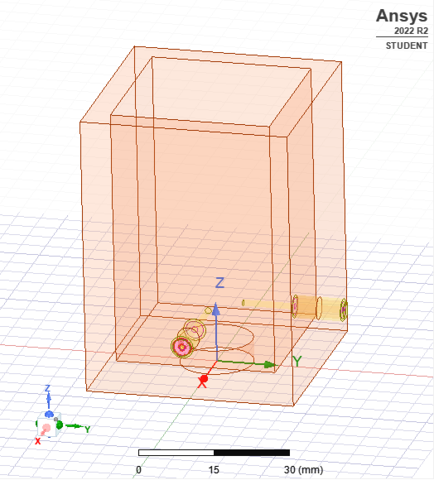 Ansys
2022 R2
STUDENT
Z
Y
X
Z
Y
X
0 15 30 (mm)